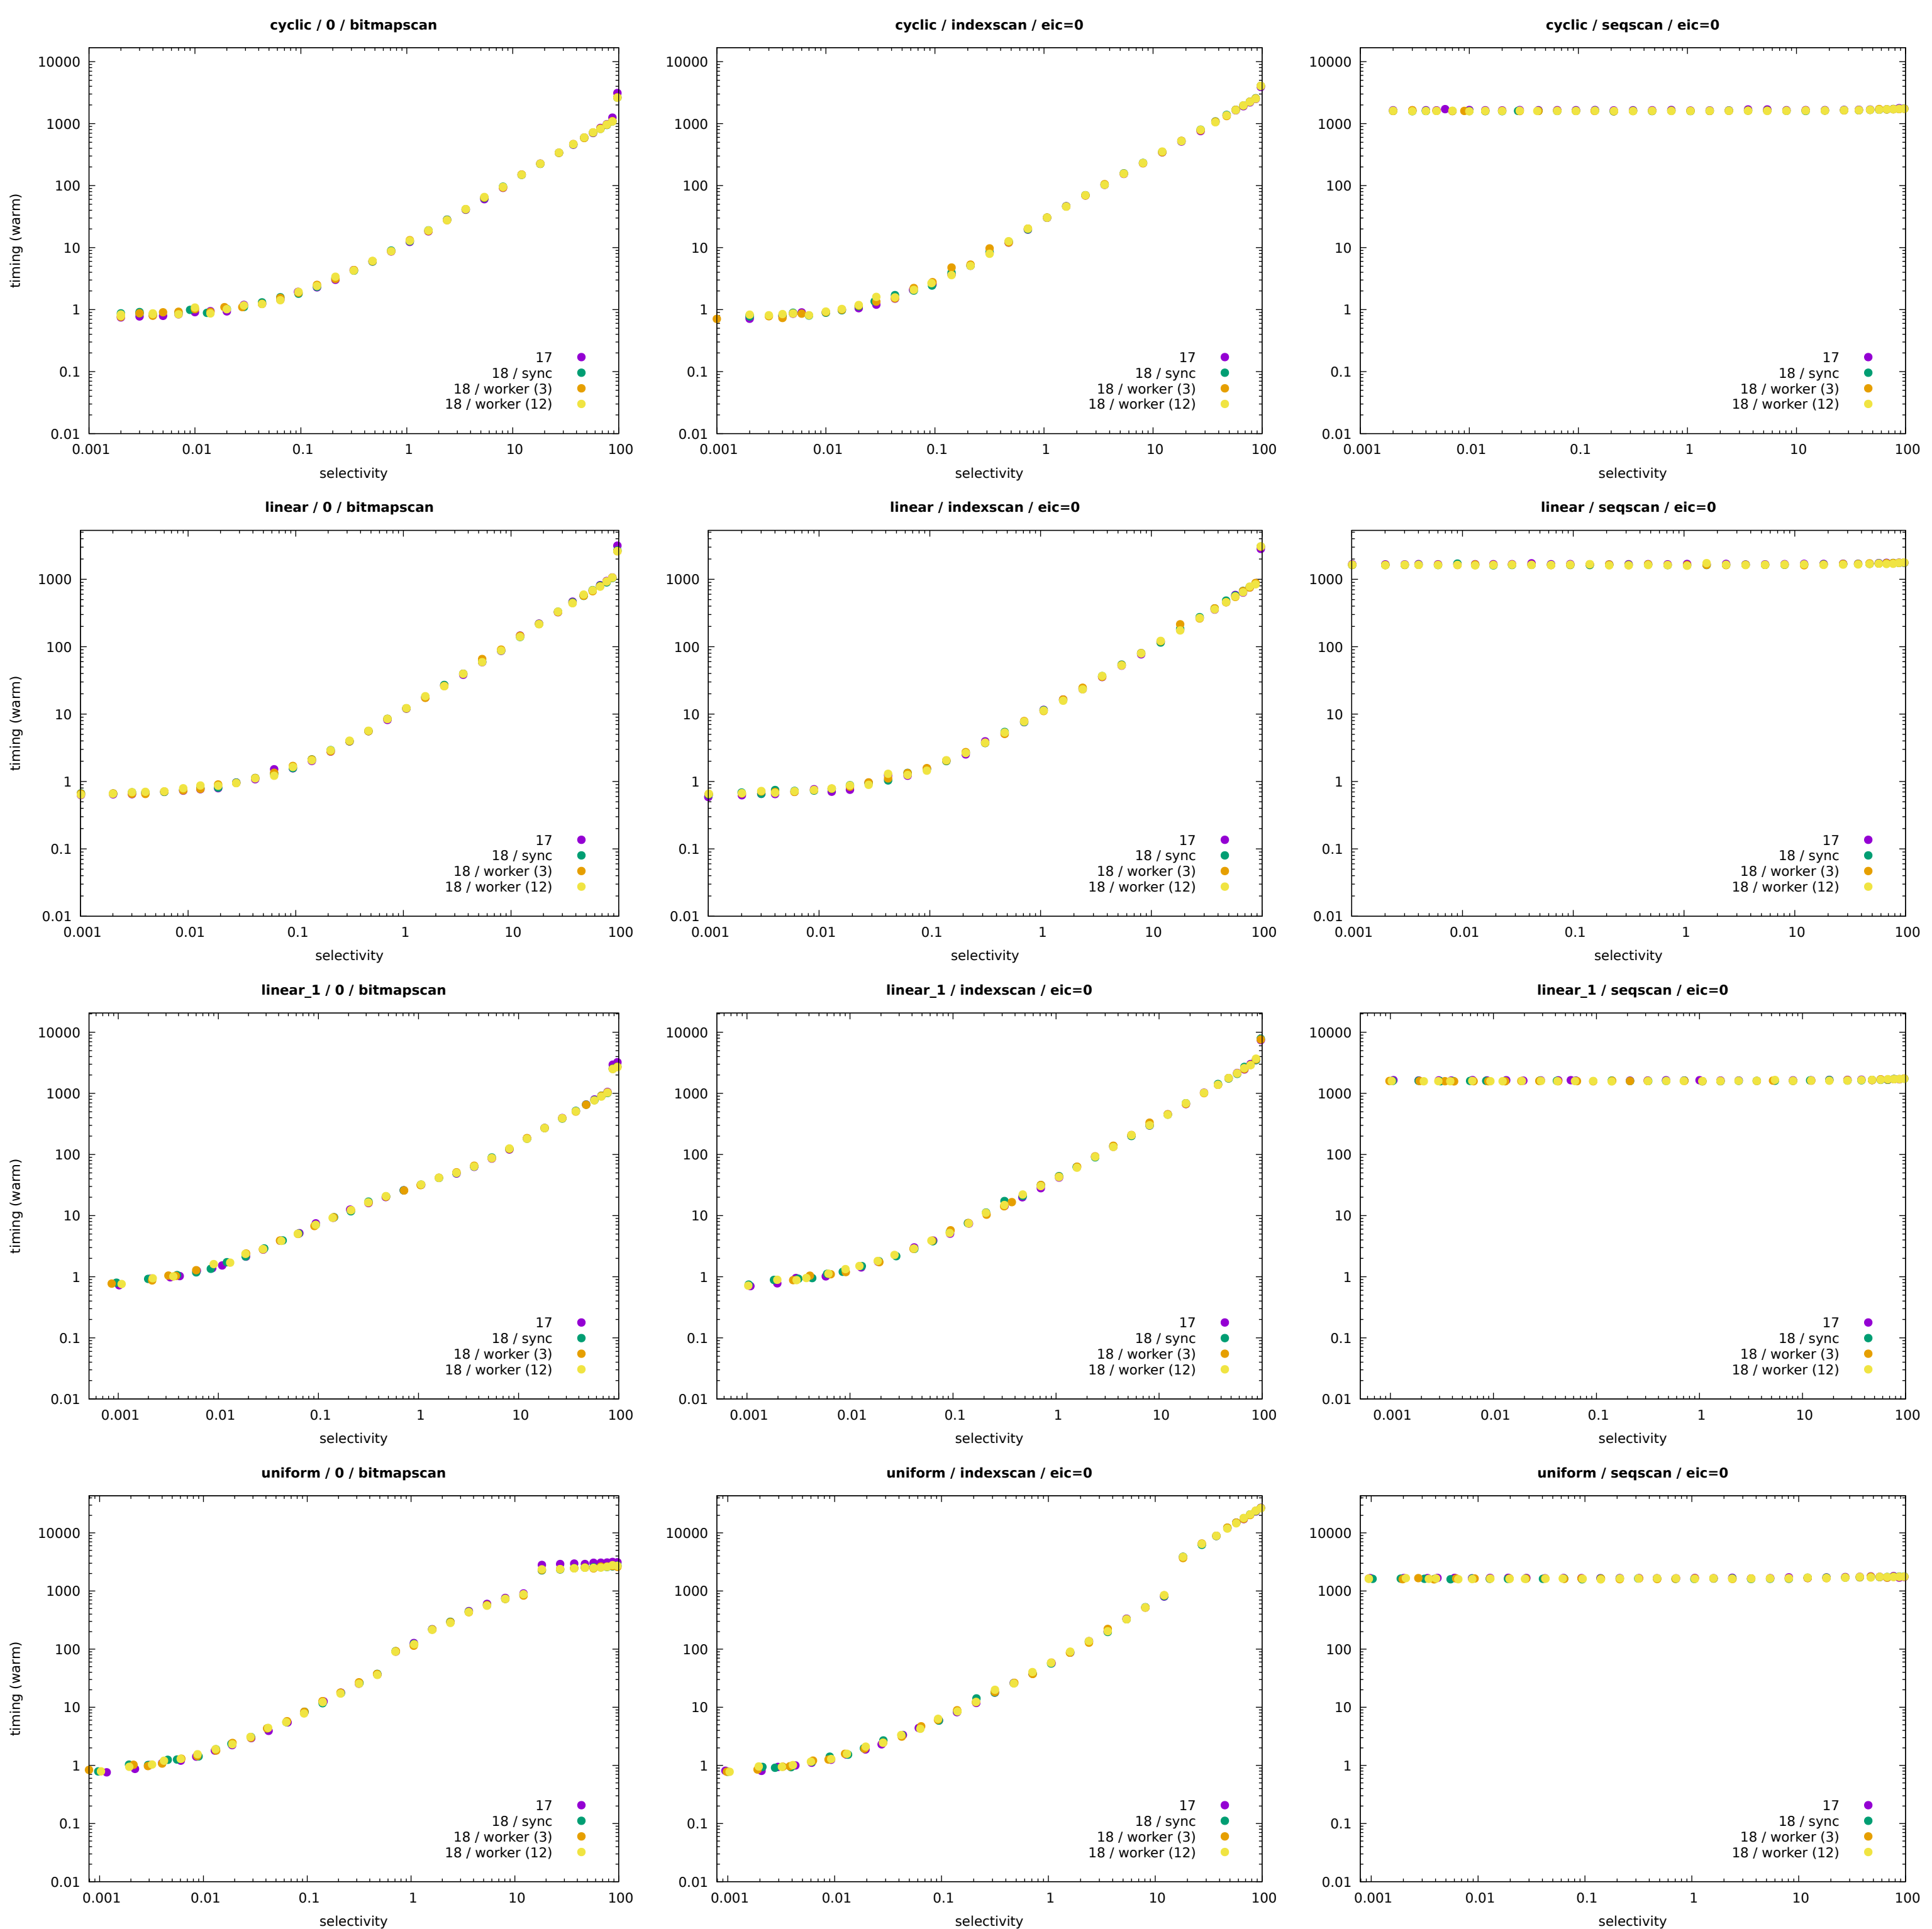 cyclic / 0 / bitmapscan
timing (warm)
10000
1000
100
10
1
0.1
0.01
0.001 0.01 0.1 1 10 100
selectivity
17
18 / sync
18 / worker (3)
18 / worker (12)
cyclic / indexscan / eic=0
10000
1000
100
10
1
0.1
0.01
0.001 0.01 0.1 1 10 100
selectivity
17
18 / sync
18 / worker (3)
18 / worker (12)
cyclic / seqscan / eic=0
10000
1000
100
10
1
0.1
0.01
0.001 0.01 0.1 1 10 100
selectivity
17
18 / sync
18 / worker (3)
18 / worker (12)
linear / 0 / bitmapscan
timing (warm)
1000
100
10
1
0.1
0.01
0.001 0.01 0.1 1 10 100
selectivity
17
18 / sync
18 / worker (3)
18 / worker (12)
linear / indexscan / eic=0
1000
100
10
1
0.1
0.01
0.001 0.01 0.1 1 10 100
selectivity
17
18 / sync
18 / worker (3)
18 / worker (12)
linear / seqscan / eic=0
1000
100
10
1
0.1
0.01
0.001 0.01 0.1 1 10 100
selectivity
17
18 / sync
18 / worker (3)
18 / worker (12)
linear_1 / 0 / bitmapscan
timing (warm)
10000
1000
100
10
1
0.1
0.01
0.001 0.01 0.1 1 10 100
selectivity
17
18 / sync
18 / worker (3)
18 / worker (12)
linear_1 / indexscan / eic=0
10000
1000
100
10
1
0.1
0.01
0.001 0.01 0.1 1 10 100
selectivity
17
18 / sync
18 / worker (3)
18 / worker (12)
linear_1 / seqscan / eic=0
10000
1000
100
10
1
0.1
0.01
0.001 0.01 0.1 1 10 100
selectivity
17
18 / sync
18 / worker (3)
18 / worker (12)
uniform / 0 / bitmapscan
timing (warm)
10000
1000
100
10
1
0.1
0.01
0.001 0.01 0.1 1 10 100
selectivity
17
18 / sync
18 / worker (3)
18 / worker (12)
uniform / indexscan / eic=0
10000
1000
100
10
1
0.1
0.01
0.001 0.01 0.1 1 10 100
selectivity
17
18 / sync
18 / worker (3)
18 / worker (12)
uniform / seqscan / eic=0
10000
1000
100
10
1
0.1
0.01
0.001 0.01 0.1 1 10 100
selectivity
17
18 / sync
18 / worker (3)
18 / worker (12)